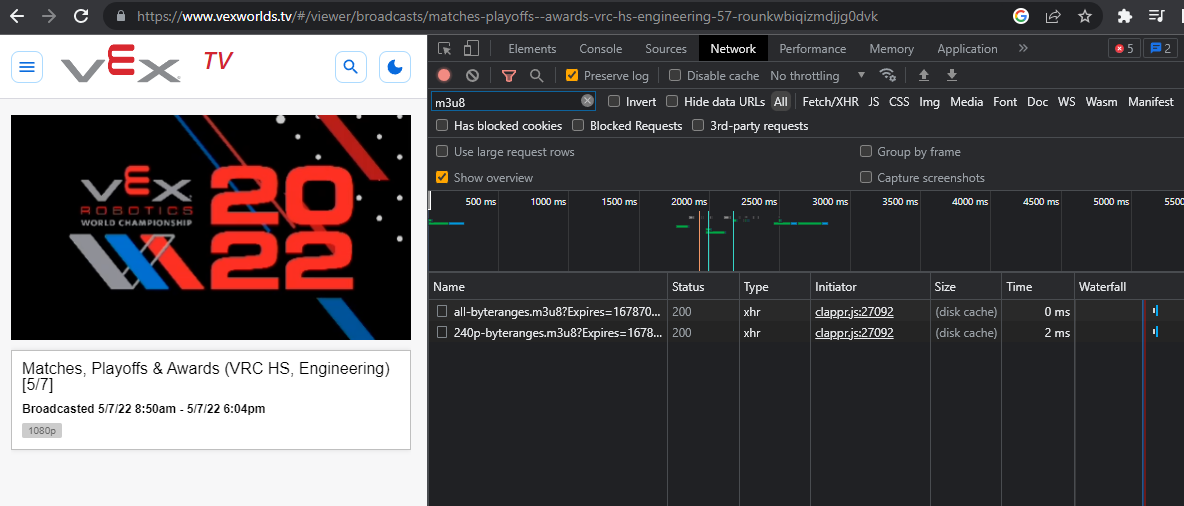 https://www.vexworlds.tv/#/viewer/broadcasts/matches-playoffs--awards-vrc-hs-engineering-57-rounkwbiqizmdjjg0dvk
VEX TV
VEX
ROBOTICS
WORLD CHAMPIONSHIP
20
22
Matches, Playoffs & Awards (VRC HS, Engineering)
[5/7]
Broadcasted 5/7/22 8:50am - 5/7/22 6:04pm
1080p
Elements Console Sources Network Performance Memory Application » 5 2
Preserve log Disable cache No throttling
m3u8 Invert Hide data URLs All Fetch/XHR JS CSS Img Media Font Doc WS Wasm Manifest
Has blocked cookies Blocked Requests 3rd-party requests
Use large request rows Group by frame
Show overview Capture screenshots
500 ms 1000 ms 1500 ms 2000 ms 2500 ms 3000 ms 3500 ms 4000 ms 4500 ms 5000 ms 5500
Name Status Type Initiator Size Time Waterfall
all-byteranges.m3u8?Expires=167870... 200 xhr clappr.js:27092 (disk cache) 0 ms
240p-byteranges.m3u8?Expires=1678... 200 xhr clappr.js:27092 (disk cache) 2 ms